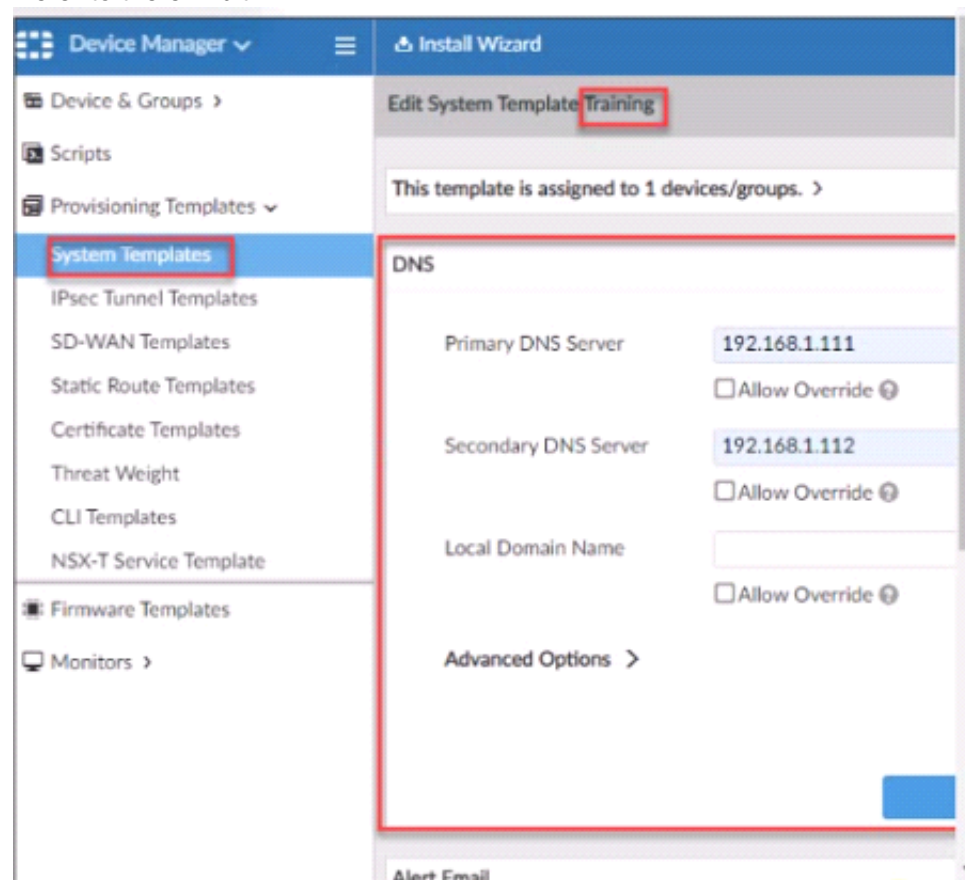 Device Manager
Install Wizard
Device & Groups >
Edit System Template Training
Scripts
This template is assigned to 1 devices/groups. >
Provisioning Templates
System Templates
DNS
IPsec Tunnel Templates
SD-WAN Templates
Primary DNS Server 192.168.1.111
Static Route Templates
Allow Override
Certificate Templates
Secondary DNS Server 192.168.1.112
Threat Weight
Allow Override
CLI Templates
Local Domain Name
NSX-T Service Template
Allow Override
Firmware Templates
Monitors >
Advanced Options >
Alert Email